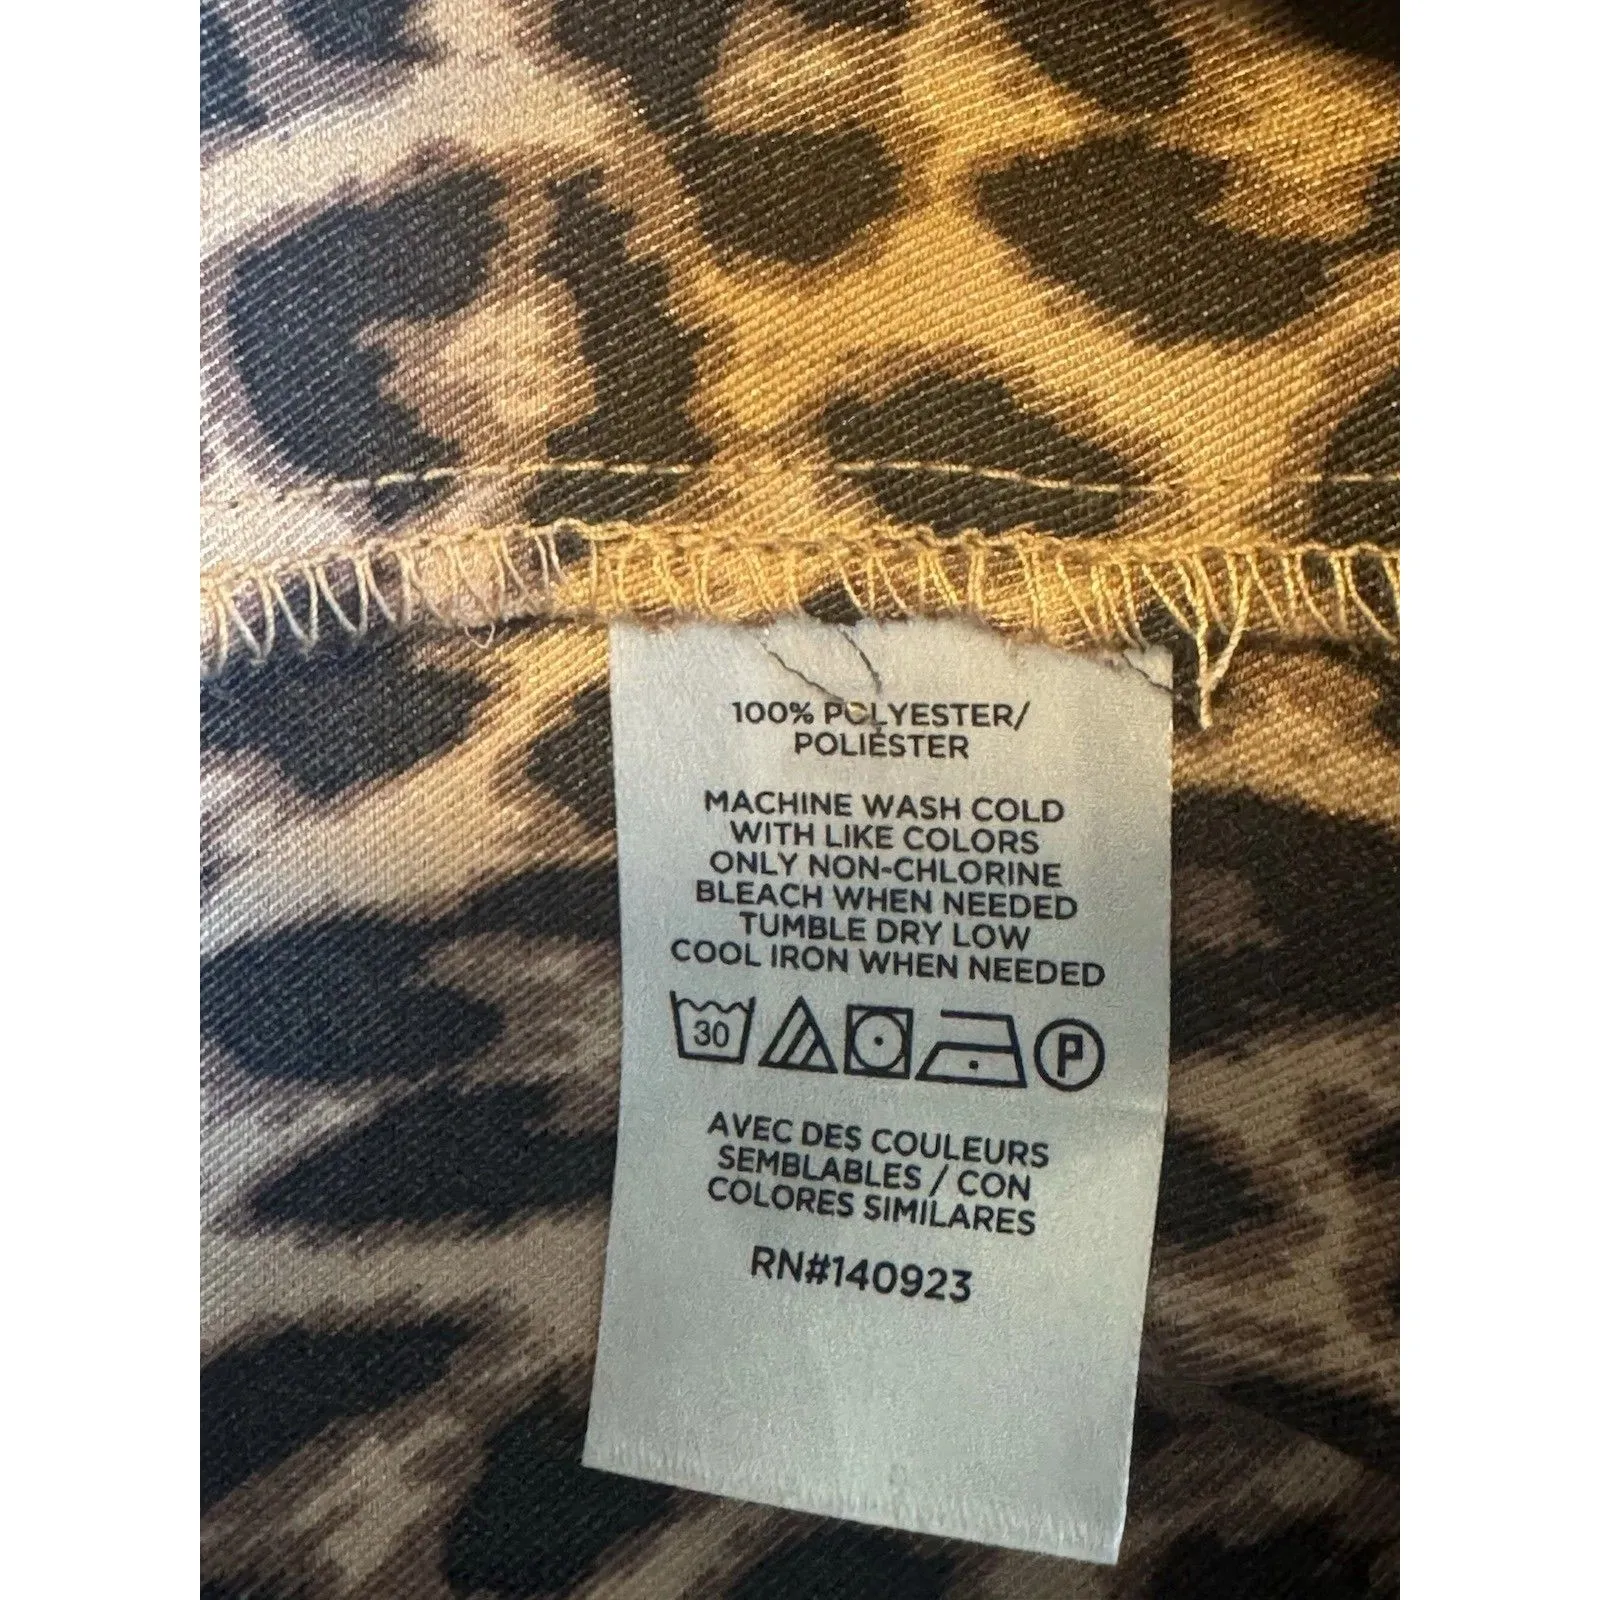 100% POLYESTER/
POLIÉSTER
MACHINE WASH COLD
WITH LIKE COLORS
ONLY NON-CHLORINE
BLEACH WHEN NEEDED
TUMBLE DRY LOW
COOL IRON WHEN NEEDED
30 P
AVEC DES COULEURS
SEMBLABLES / CON
COLORES SIMILARES
RN#140923